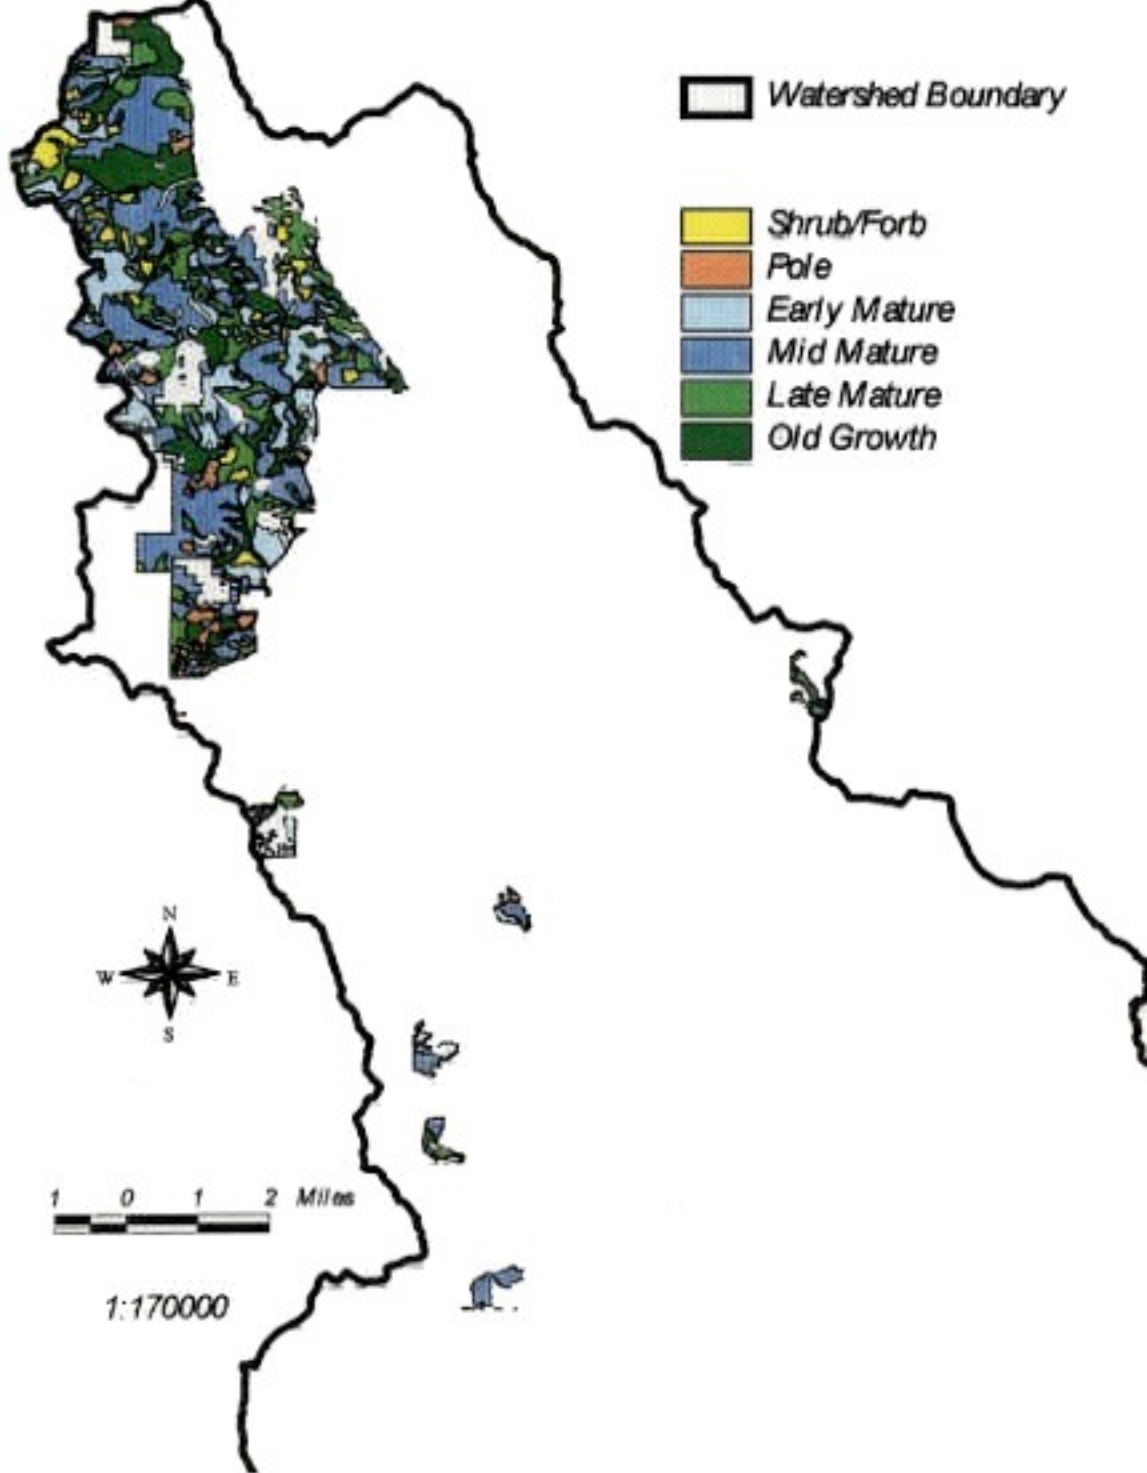 Watershed Boundary
Shrub/Forb
Pole
Early Mature
Mid Mature
Late Mature
Old Growth
N
W E
S
1 0 1 2 Miles
1:170000